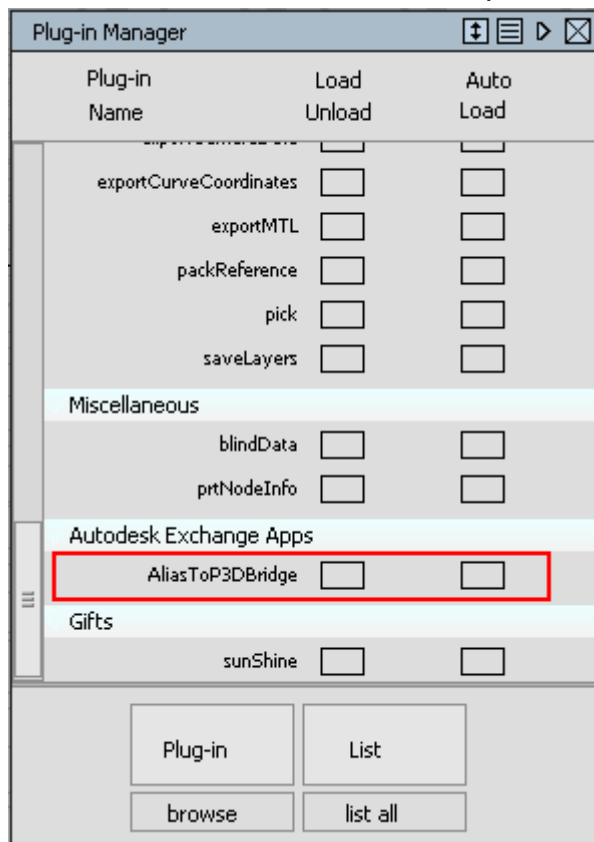 Plug-in Manager
Plug-in Load Auto
Name Unload Load
exportCurveCoordinates
exportMTL
packReference
pick
saveLayers
Miscellaneous
blindData
prtNodeInfo
Autodesk Exchange Apps
AliasToP3DBridge
Gifts
sunShine
Plug-in List
browse list all